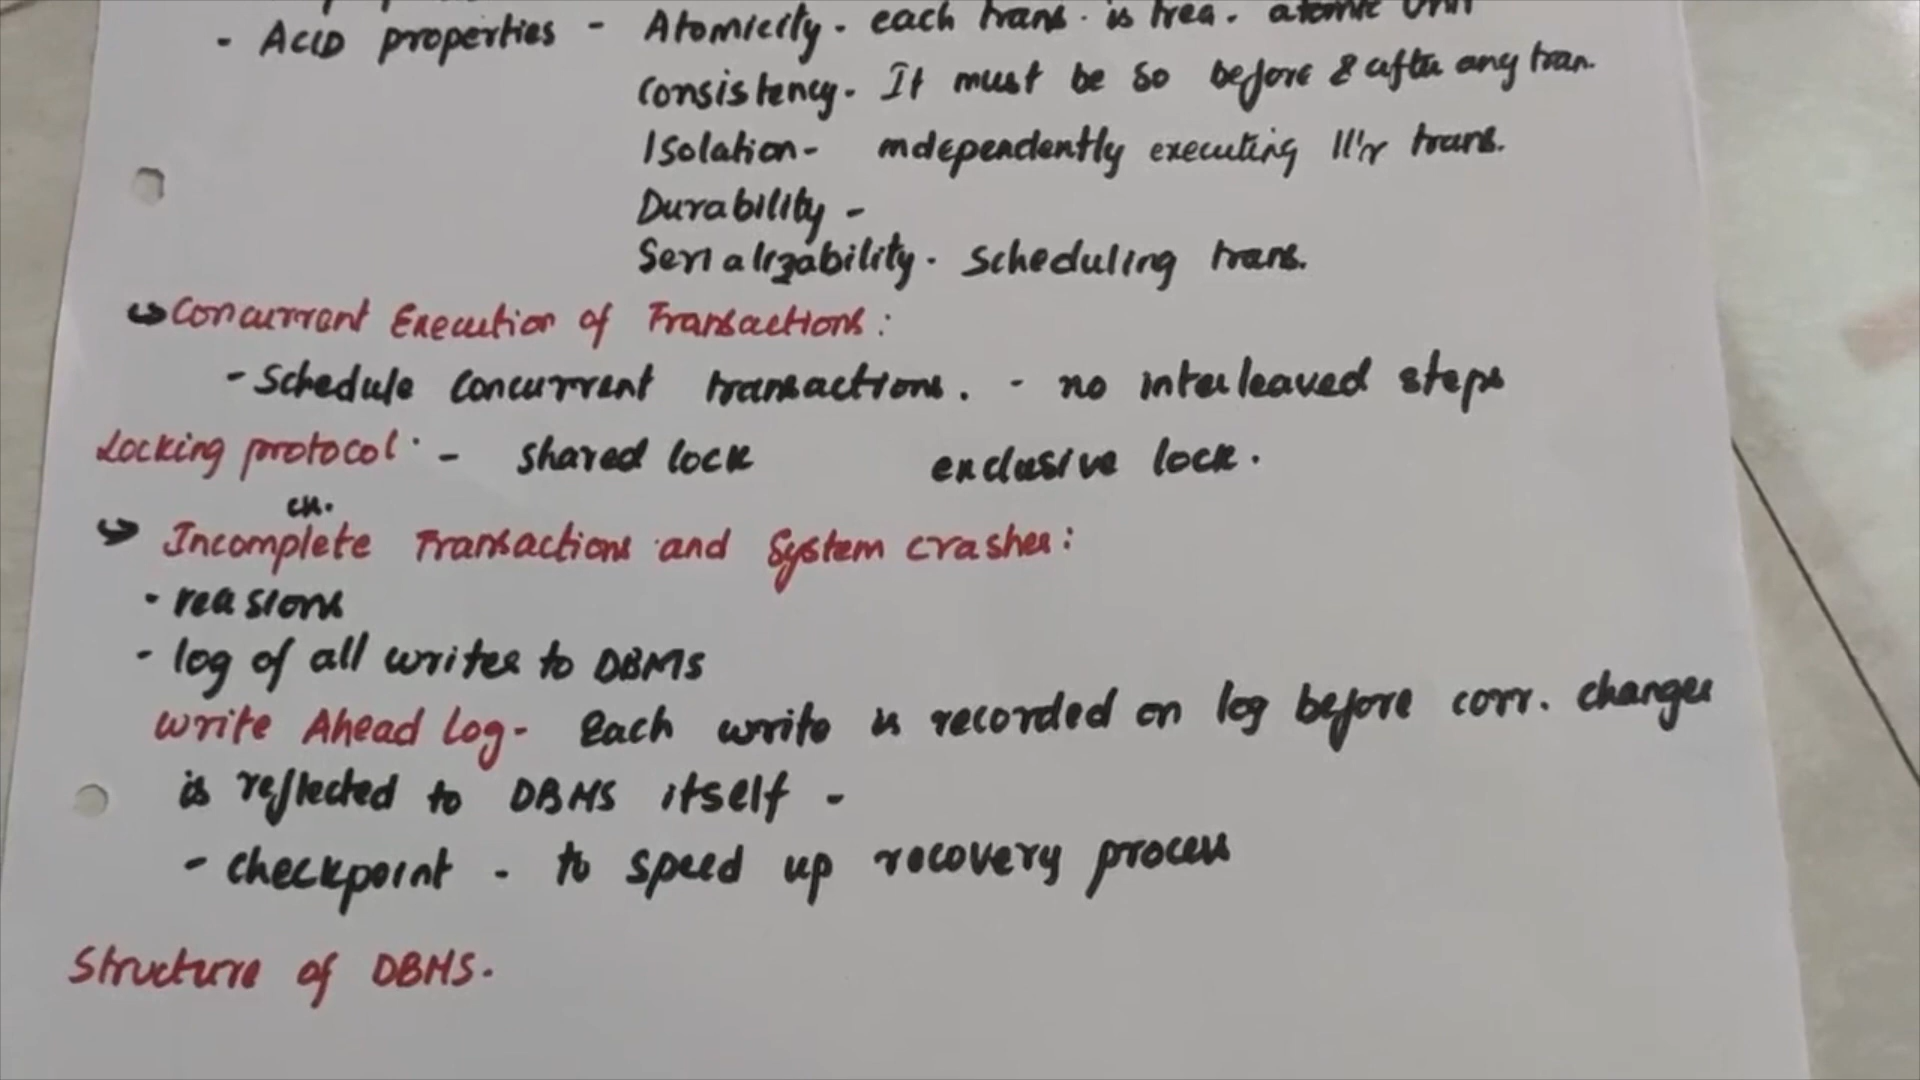 - ACID properties - Atomicity. each trans. is trea. atomic unit
Consistency. It must be so before & after any tran.
Isolation- independently executing ll'r trans.
Durability -
Serializability. Scheduling trans.
↪ Concurrent Execution of Transactions:
- Schedule concurrent transactions. - no interleaved steps
Locking protocol. - shared lock exclusive lock.
ex.
↪ Incomplete Transactions and System crashes:
- reasions
- log of all writes to DBMS
Write Ahead Log- Each write is recorded on log before corr. changes
is reflected to DBMS itself -
- checkpoint - to speed up recovery process
Structure of DBMS.